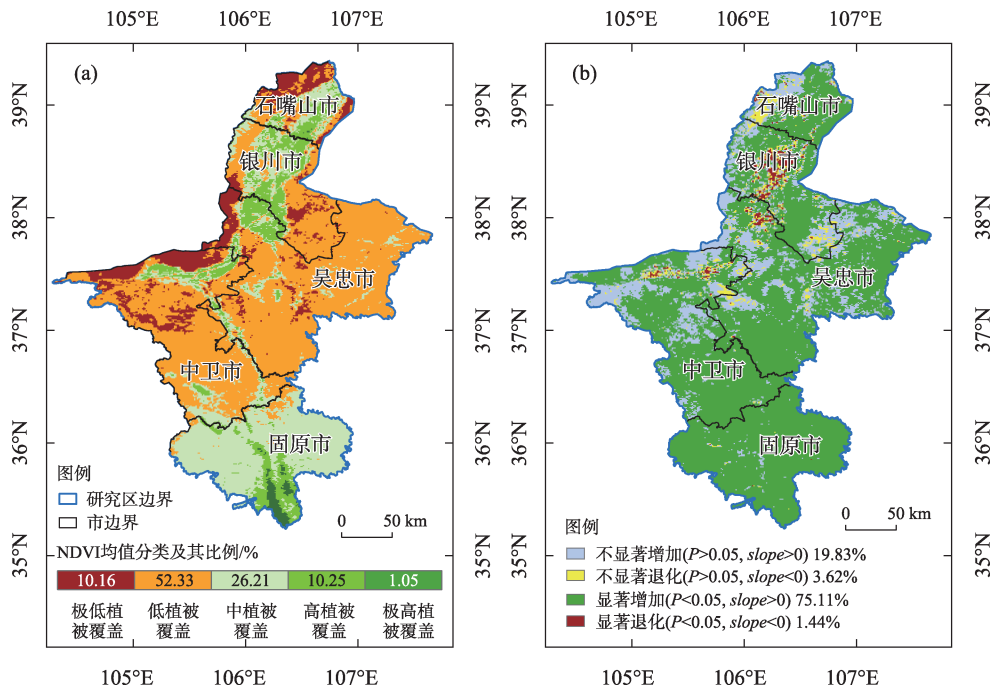 105°E 106°E 107°E
105°E 106°E 107°E
(a)
39°N
38°N
37°N
36°N
35°N
石嘴山市
银川市
吴忠市
中卫市
固原市
图例
研究区边界
市边界
0 50 km
NDVI均值分类及其比例/%
10.16 52.33 26.21 10.25 1.05
极低植 低植被 中植被 高植被 极高植
被覆盖 覆盖 覆盖 覆盖 被覆盖
105°E 106°E 107°E
(b)
39°N 39°N
38°N 38°N
37°N 37°N
36°N 36°N
35°N 35°N
石嘴山市
银川市
吴忠市
中卫市
固原市
0 50 km
图例
不显著增加(P>0.05, slope>0) 19.83%
不显著退化(P>0.05, slope<0) 3.62%
显著增加(P<0.05, slope>0) 75.11%
显著退化(P<0.05, slope<0) 1.44%
105°E 106°E 107°E